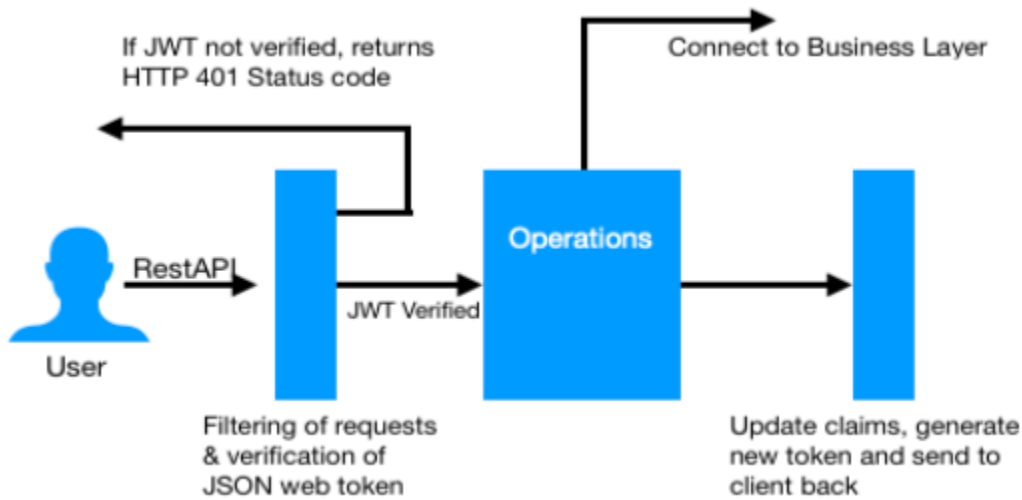 If JWT not verified, returns
HTTP 401 Status code
Connect to Business Layer
Operations
RestAPI
JWT Verified
User
Filtering of requests
& verification of
JSON web token
Update claims, generate
new token and send to
client back